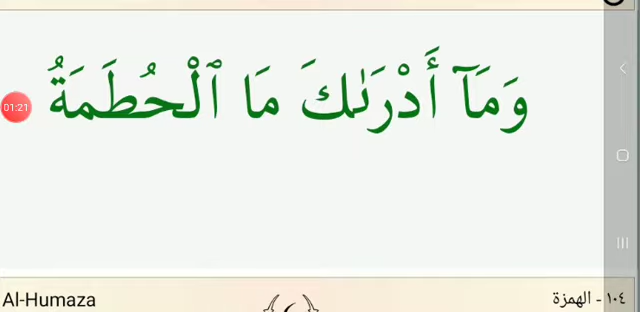 وَمَآ أَدْرَىٰكَ مَا ٱلْحُطَمَةُ
01:21
Al-Humaza
١٠٤ - الهمزة